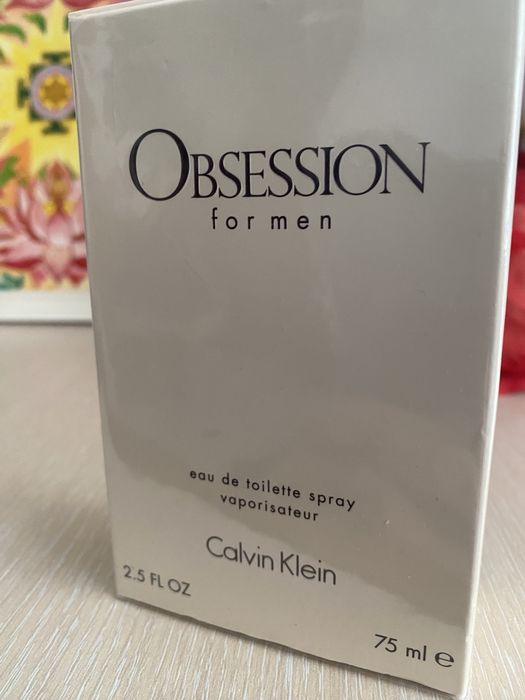 OBSESSION
for men
eau de toilette spray
vaporisateur
Calvin Klein
2.5 FL OZ
75 ml ℮